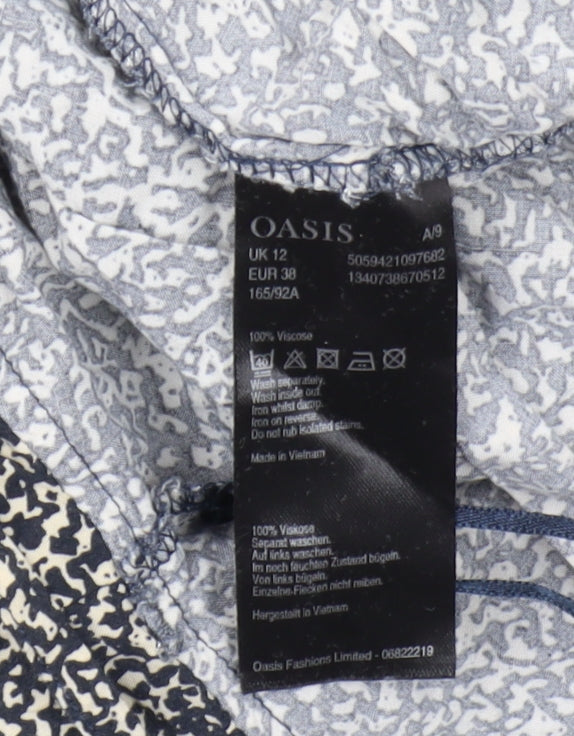 OASIS A/9
UK 12 5059421097682
EUR 38 1340738670512
165/92A
100% Viscose
40
Wash separately.
Wash inside out.
Iron whilst damp.
Iron on reverse.
Do not rub isolated stains.
Made in Vietnam
100% Viskose
Separat waschen.
Auf links waschen.
Im noch feuchten Zustand bügeln.
Von links bügeln.
Einzelne Flecken nicht reiben.
Hergestellt in Vietnam
Oasis Fashions Limited - 06822219